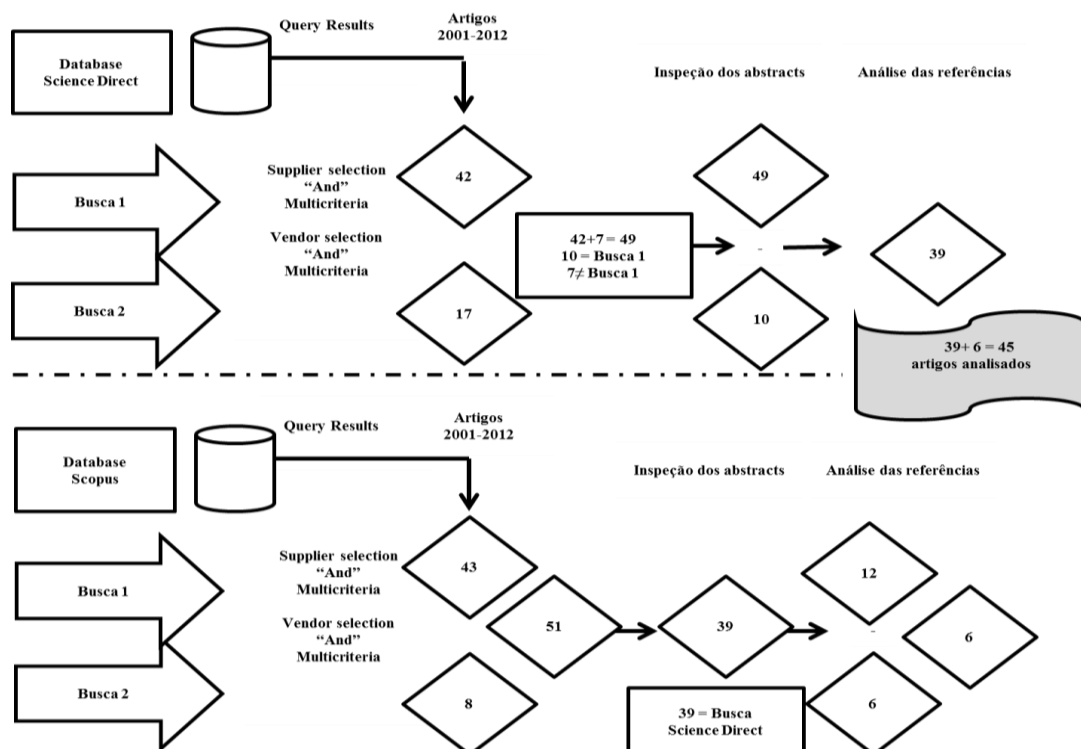 Query Results
Artigos
2001-2012
Database
Science Direct
Inspeção dos abstracts
Análise das referências
Busca 1
Supplier selection
“And”
Multicriteria
42
49
Vendor selection
“And”
Multicriteria
42+7 = 49
10 = Busca 1
7≠ Busca 1
-
39
Busca 2
17
10
39+ 6 = 45
artigos analisados
Query Results
Artigos
2001-2012
Database
Scopus
Inspeção dos abstracts
Análise das referências
Busca 1
Supplier selection
“And”
Multicriteria
43
12
Vendor selection
“And”
Multicriteria
51
39
-
6
Busca 2
8
39 = Busca
Science Direct
6